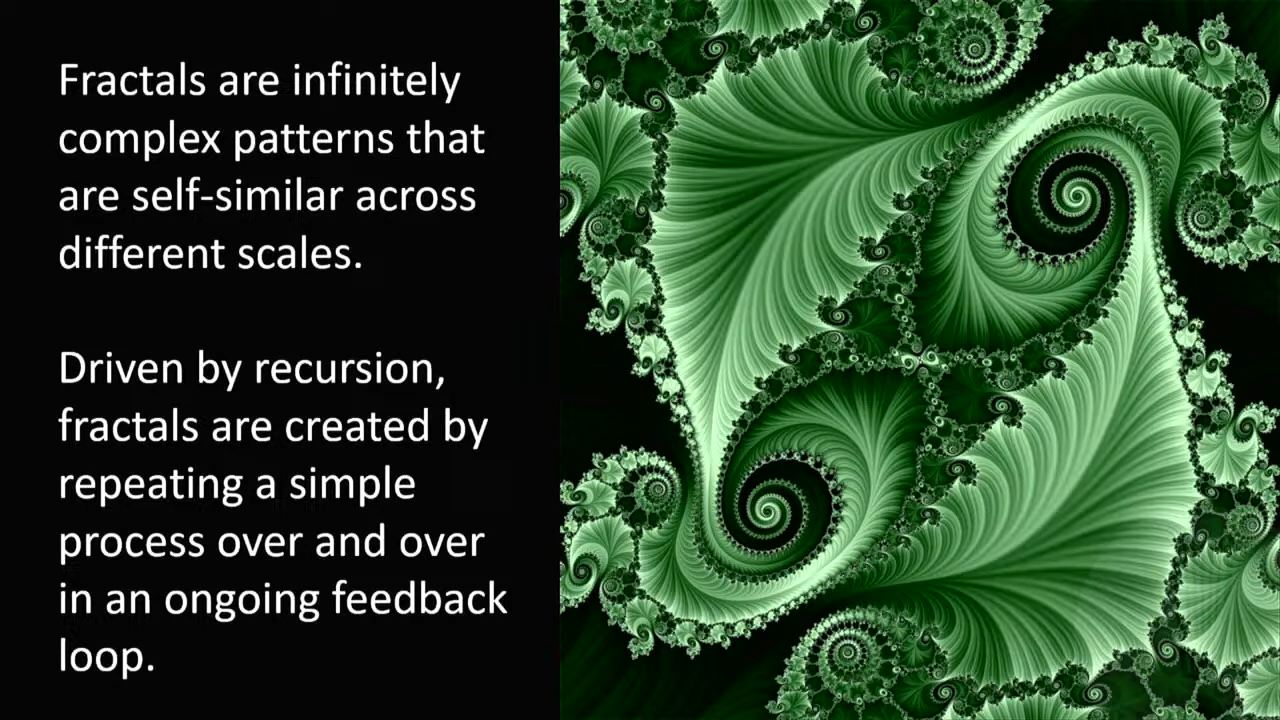 Fractals are infinitely
complex patterns that
are self-similar across
different scales.
Driven by recursion,
fractals are created by
repeating a simple
process over and over
in an ongoing feedback
loop.